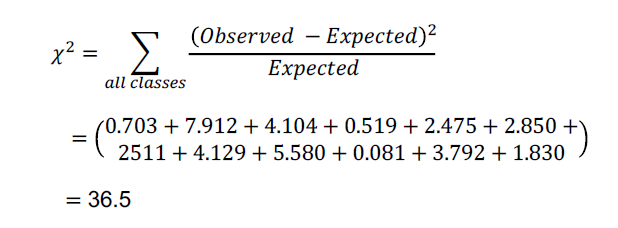 χ² = ∑ all classes (Observed − Expected)² / Expected
= (0.703 + 7.912 + 4.104 + 0.519 + 2.475 + 2.850 +
2511 + 4.129 + 5.580 + 0.081 + 3.792 + 1.830)
= 36.5